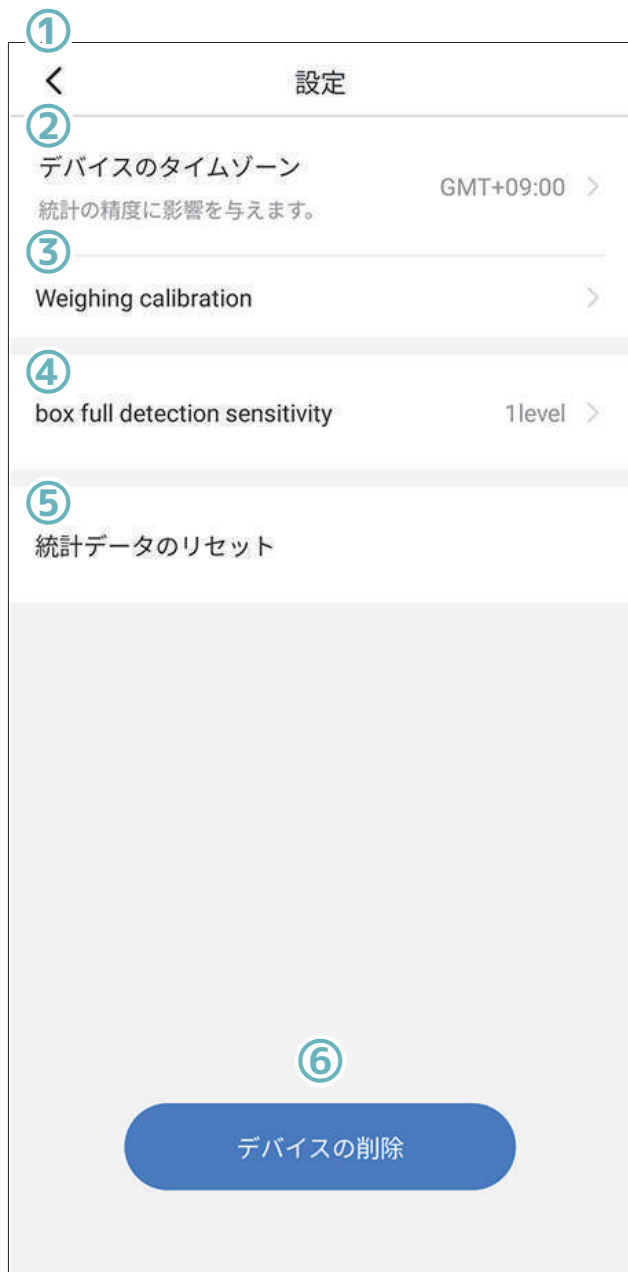 ①
設定
②
デバイスのタイムゾーン
GMT+09:00
統計の精度に影響を与えます。
③
Weighing calibration
④
box full detection sensitivity 1level
⑤
統計データのリセット
⑥
デバイスの削除